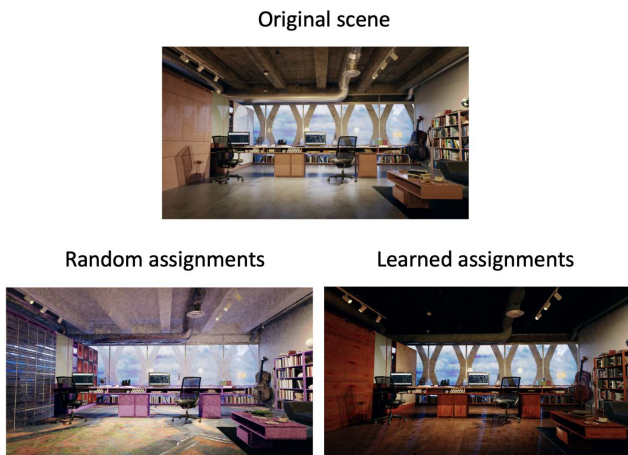 Original scene
Random assignments
Learned assignments